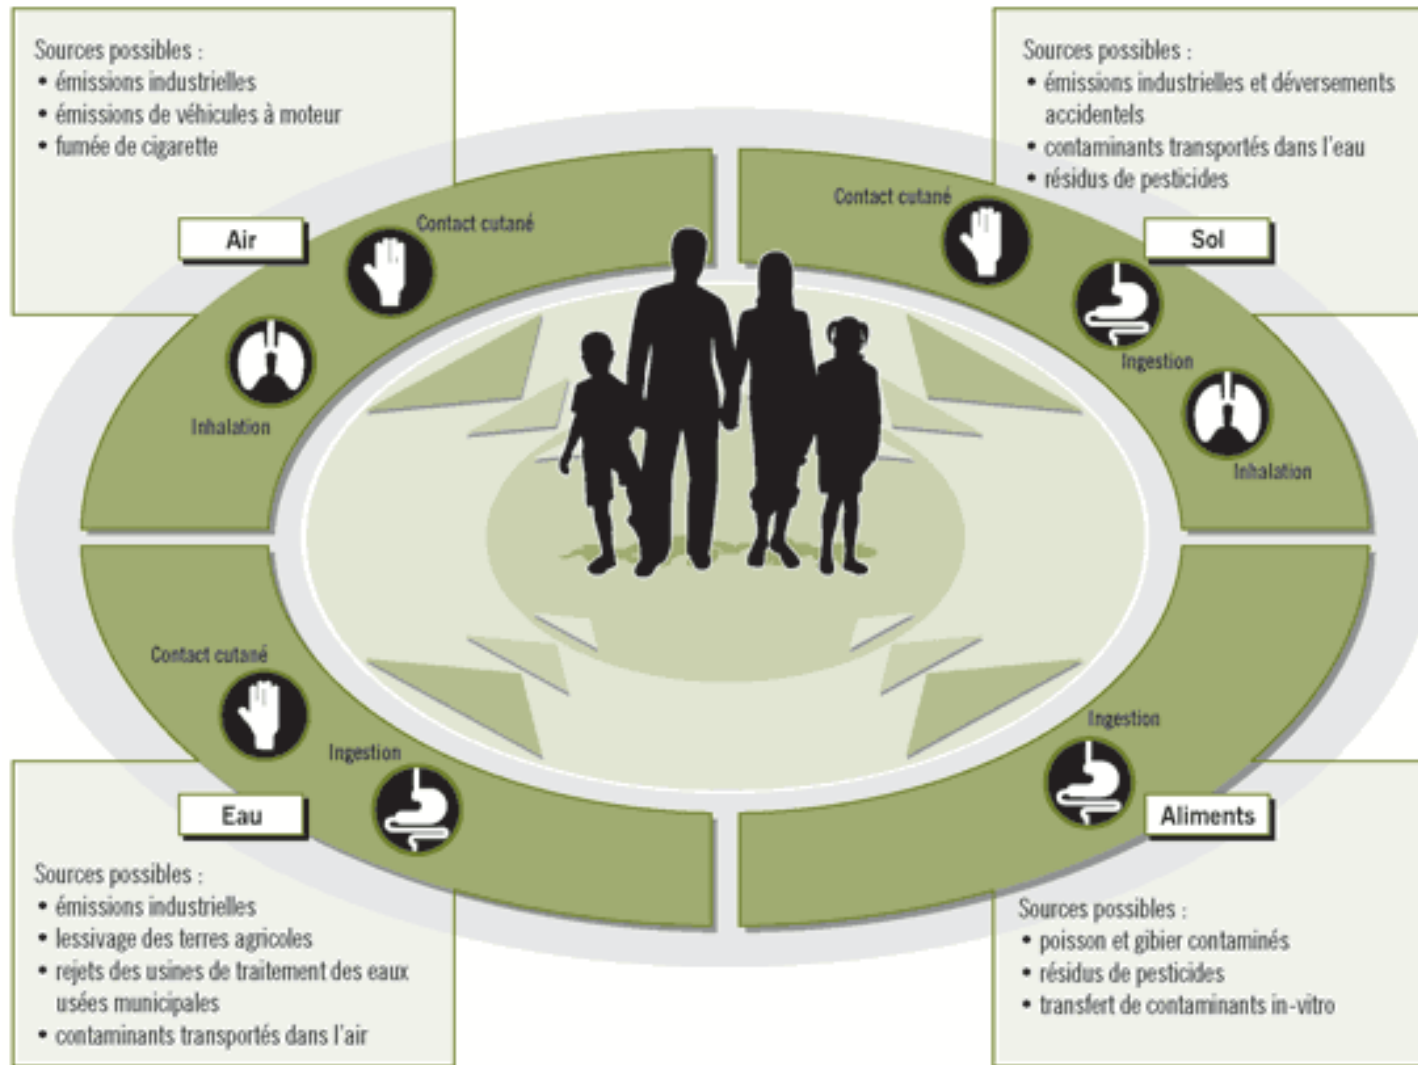 Sources possibles :
• émissions industrielles
• émissions de véhicules à moteur
• fumée de cigarette
Air
Contact cutané
Inhalation
Sources possibles :
• émissions industrielles et déversements
accidentels
• contaminants transportés dans l'eau
• résidus de pesticides
Sol
Contact cutané
Ingestion
Inhalation
Contact cutané
Ingestion
Eau
Sources possibles :
• émissions industrielles
• lessivage des terres agricoles
• rejets des usines de traitement des eaux
usées municipales
• contaminants transportés dans l'air
Ingestion
Aliments
Sources possibles :
• poisson et gibier contaminés
• résidus de pesticides
• transfert de contaminants in-vitro